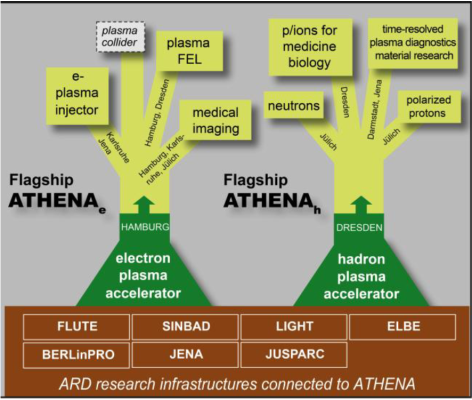 plasma
collider
e-
plasma
injector
plasma
FEL
medical
imaging
Karlsruhe
Jena
Hamburg, Dresden
Hamburg, Karls-
ruhe, Jülich
Flagship
ATHENAe
HAMBURG
electron
plasma
accelerator
p/ions for
medicine
biology
time-resolved
plasma diagnostics
material research
neutrons
polarized
protons
Jülich
Dresden
Darmstadt, Jena
Jülich
Flagship
ATHENAh
DRESDEN
hadron
plasma
accelerator
FLUTE SINBAD LIGHT ELBE
BERLinPRO JENA JUSPARC
ARD research infrastructures connected to ATHENA